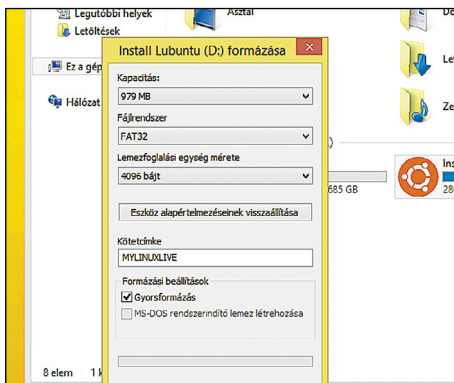 Legutóbbi helyek
Letöltések
Asztal
Install Lubuntu (D:) formázása
Ez a gép
Kapacitás:
979 MB
Hálózat
Fájlrendszer
FAT32
Lemezfoglalási egység mérete
4096 bájt
685 GB
Eszköz alapértelmezéseinek visszaállítása
Kötetcímke
MYLINUXLIVE
Formázási beállítások
Gyorsformázás
MS-DOS rendszerindító lemez létrehozása
8 elem